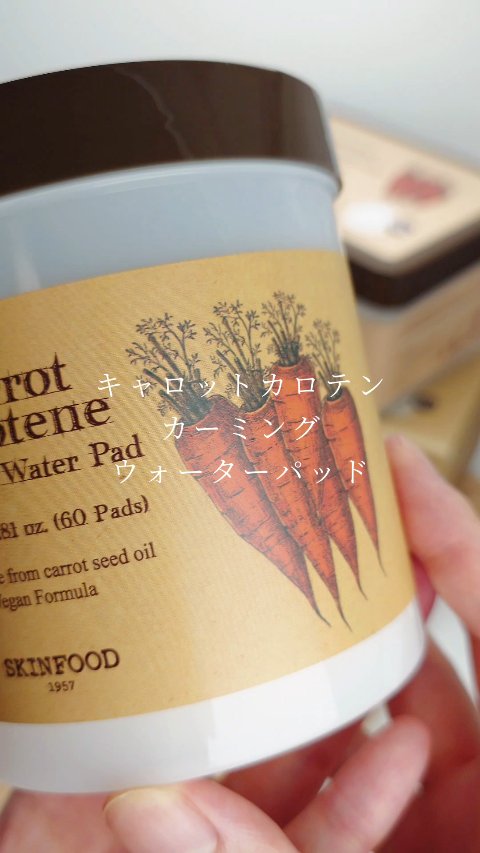 キャロットカロテン
カーミング
ウォーターパッド
rrot
otene
Water Pad
81 oz. (60 Pads)
e from carrot seed oil
Vegan Formula
SKINFOOD
1957